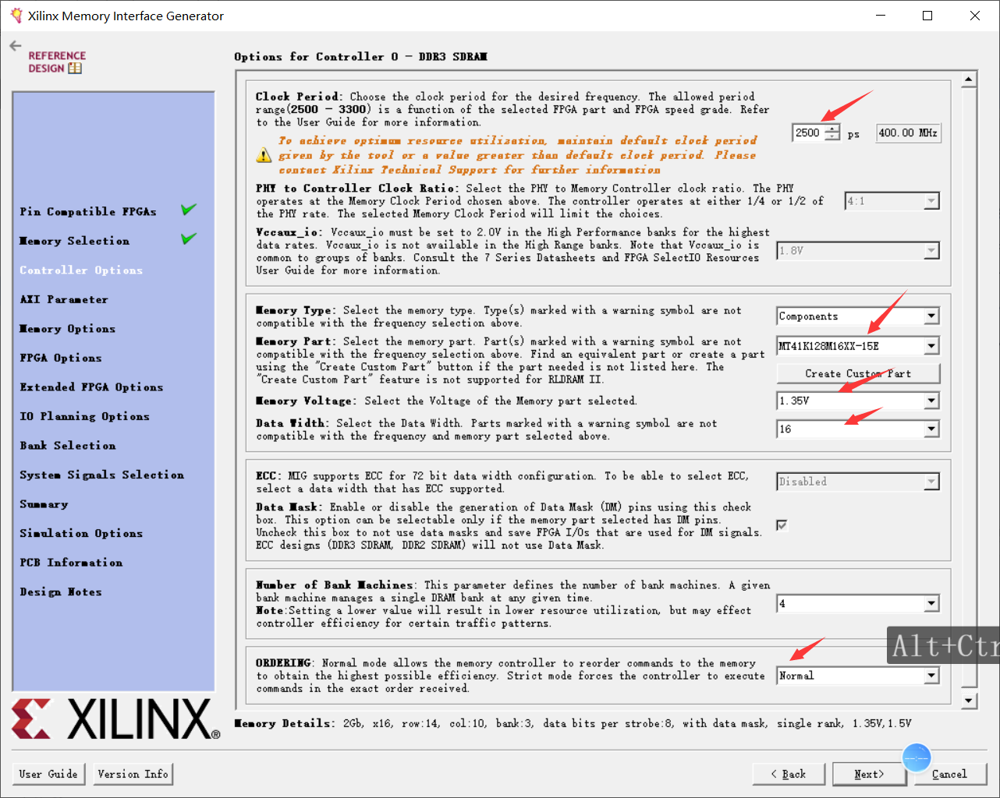 Xilinx Memory Interface Generator
REFERENCE
DESIGN
Pin Compatible FPGAs
Memory Selection
Controller Options
AXI Parameter
Memory Options
FPGA Options
Extended FPGA Options
IO Planning Options
Bank Selection
System Signals Selection
Summary
Simulation Options
PCB Information
Design Notes
XILINX®
Options for Controller 0 - DDR3 SDRAM
Clock Period: Choose the clock period for the desired frequency. The allowed period
range(2500 - 3300) is a function of the selected FPGA part and FPGA speed grade. Refer
to the User Guide for more information.
2500 ps 400.00 MHz
To achieve optimum resource utilization, maintain default clock period
given by the tool or a value greater than default clock period. Please
contact Xilinx Technical Support for further information
PHY to Controller Clock Ratio: Select the PHY to Memory Controller clock ratio. The PHY
operates at the Memory Clock Period chosen above. The controller operates at either 1/4 or 1/2 of
the PHY rate. The selected Memory Clock Period will limit the choices.
4:1
Vccaux_io: Vccaux_io must be set to 2.0V in the High Performance banks for the highest
data rates. Vccaux_io is not available in the High Range banks. Note that Vccaux_io is
common to groups of banks. Consult the 7 Series Datasheets and FPGA SelectIO Resources
User Guide for more information.
1.8V
Memory Type: Select the memory type. Type(s) marked with a warning symbol are not
compatible with the frequency selection above.
Components
Memory Part: Select the memory part. Part(s) marked with a warning symbol are not
compatible with the frequency selection above. Find an equivalent part or create a part
using the "Create Custom Part" button if the part needed is not listed here. The
"Create Custom Part" feature is not supported for RLDRAM II.
MT41K128M16XX-15E
Create Custom Part
Memory Voltage: Select the Voltage of the Memory part selected.
1.35V
Data Width: Select the Data Width. Parts marked with a warning symbol are not
compatible with the frequency and memory part selected above.
16
ECC: MIG supports ECC for 72 bit data width configuration. To be able to select ECC,
select a data width that has ECC supported.
Disabled
Data Mask: Enable or disable the generation of Data Mask (DM) pins using this check
box. This option can be selectable only if the memory part selected has DM pins.
Uncheck this box to not use data masks and save FPGA I/Os that are used for DM signals.
ECC designs (DDR3 SDRAM, DDR2 SDRAM) will not use Data Mask.
Number of Bank Machines: This parameter defines the number of bank machines. A given
bank machine manages a single DRAM bank at any given time.
Note:Setting a lower value will result in lower resource utilization, but may effect
controller efficiency for certain traffic patterns.
4
Alt+Ctr
ORDERING: Normal mode allows the memory controller to reorder commands to the memory
to obtain the highest possible efficiency. Strict mode forces the controller to execute
commands in the exact order received.
Normal
Memory Details: 2Gb, x16, row:14, col:10, bank:3, data bits per strobe:8, with data mask, single rank, 1.35V,1.5V
User Guide
Version Info
< Back
Next>
Cancel